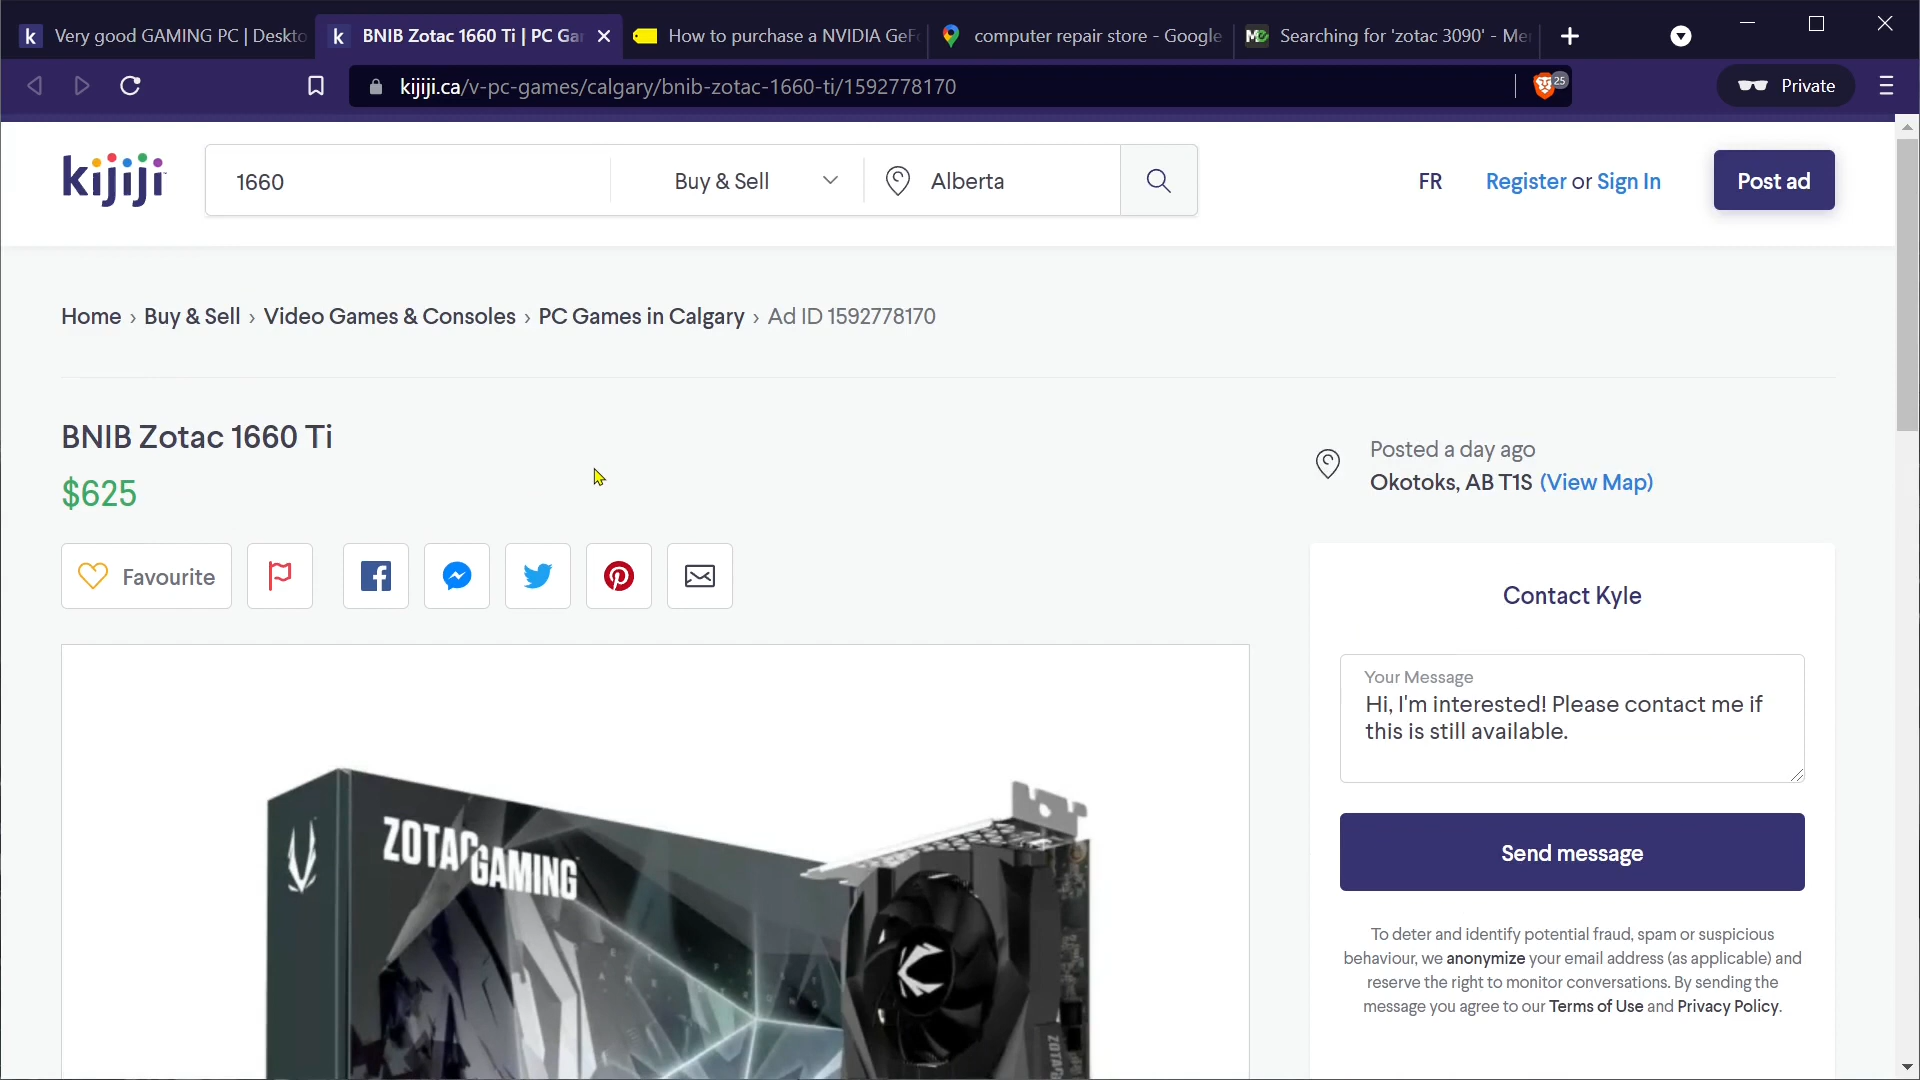 Very good GAMING PC | Deskto
BNIB Zotac 1660 Ti | PC Ga
How to purchase a NVIDIA GeF
computer repair store - Google
Searching for 'zotac 3090' - Me
kijiji.ca/v-pc-games/calgary/bnib-zotac-1660-ti/1592778170
25
Private
kijiji
1660
Buy & Sell
Alberta
FR
Register or Sign In
Post ad
Home › Buy & Sell › Video Games & Consoles › PC Games in Calgary › Ad ID 1592778170
BNIB Zotac 1660 Ti
$625
Posted a day ago
Okotoks, AB T1S (View Map)
Favourite
Contact Kyle
Your Message
Hi, I'm interested! Please contact me if
this is still available.
Send message
To deter and identify potential fraud, spam or suspicious
behaviour, we anonymize your email address (as applicable) and
reserve the right to monitor conversations. By sending the
message you agree to our Terms of Use and Privacy Policy.
ZOTAC GAMING